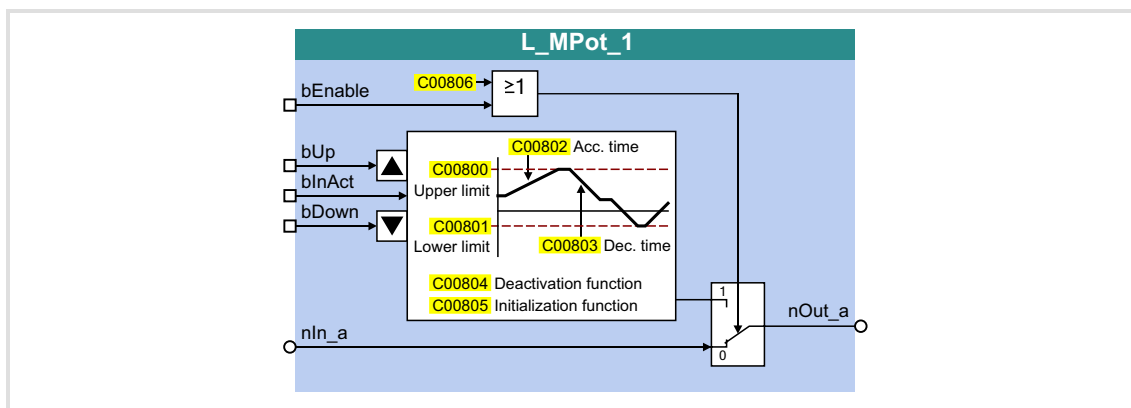 L_MPot_1
C00806
≥1
bEnable
bUp
bInAct
bDown
C00802 Acc. time
C00800
Upper limit
C00801
Lower limit
C00803 Dec. time
C00804 Deactivation function
C00805 Initialization function
1
0
nIn_a
nOut_a